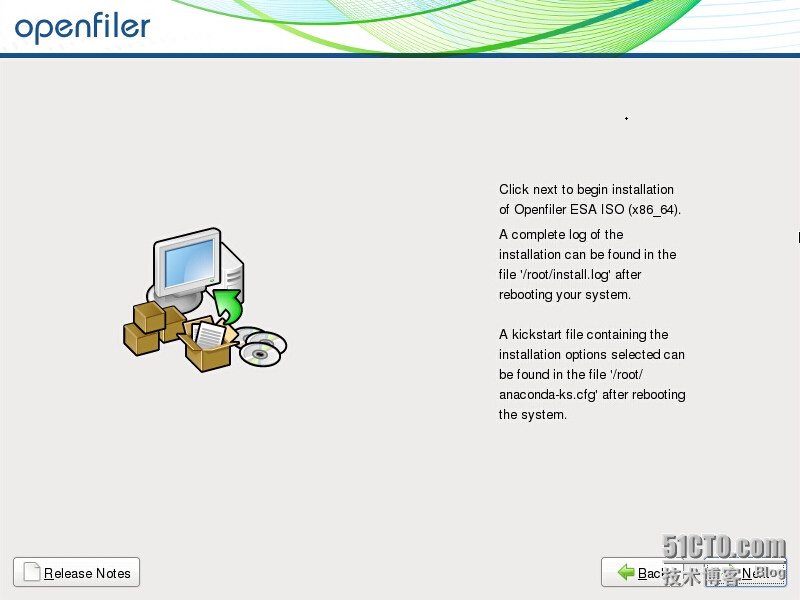 openfiler
Click next to begin installation
of Openfiler ESA ISO (x86_64).
A complete log of the
installation can be found in the
file '/root/install.log' after
rebooting your system.
A kickstart file containing the
installation options selected can
be found in the file '/root/
anaconda-ks.cfg' after rebooting
the system.
Release Notes
Back
Next
51CTO.com
技术博客 Blog